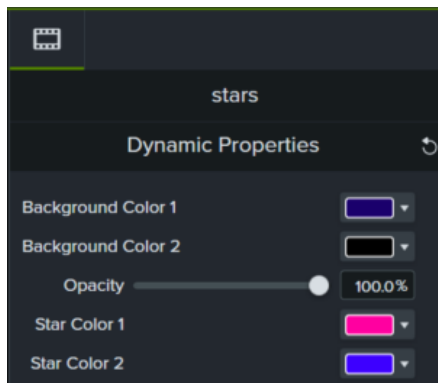 stars
Dynamic Properties
Background Color 1
Background Color 2
Opacity 100.0%
Star Color 1
Star Color 2